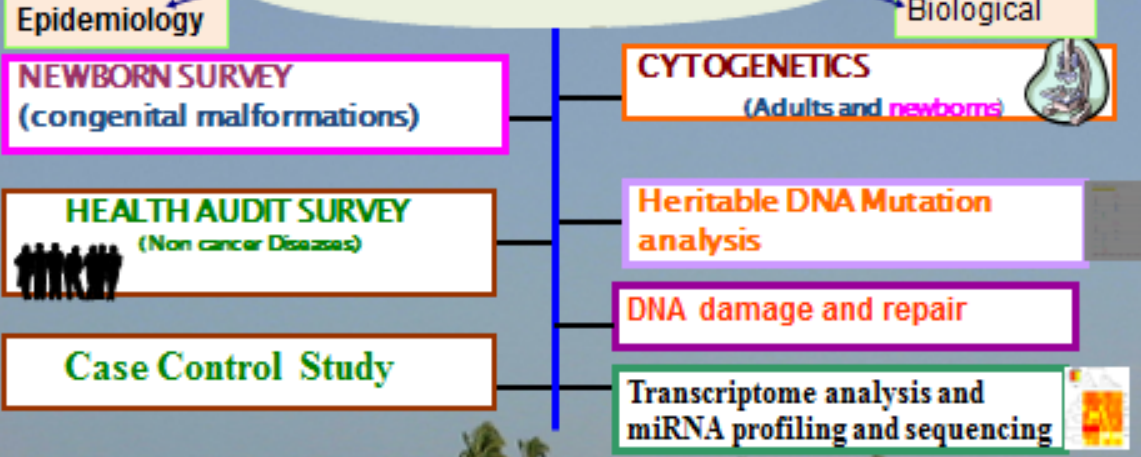 Epidemiology
Biological
NEWBORN SURVEY
(congenital malformations)
HEALTH AUDIT SURVEY
(Non cancer Diseases)
Case Control Study
CYTOGENETICS
(Adults and newborns)
Heritable DNA Mutation
analysis
DNA damage and repair
Transcriptome analysis and
miRNA profiling and sequencing